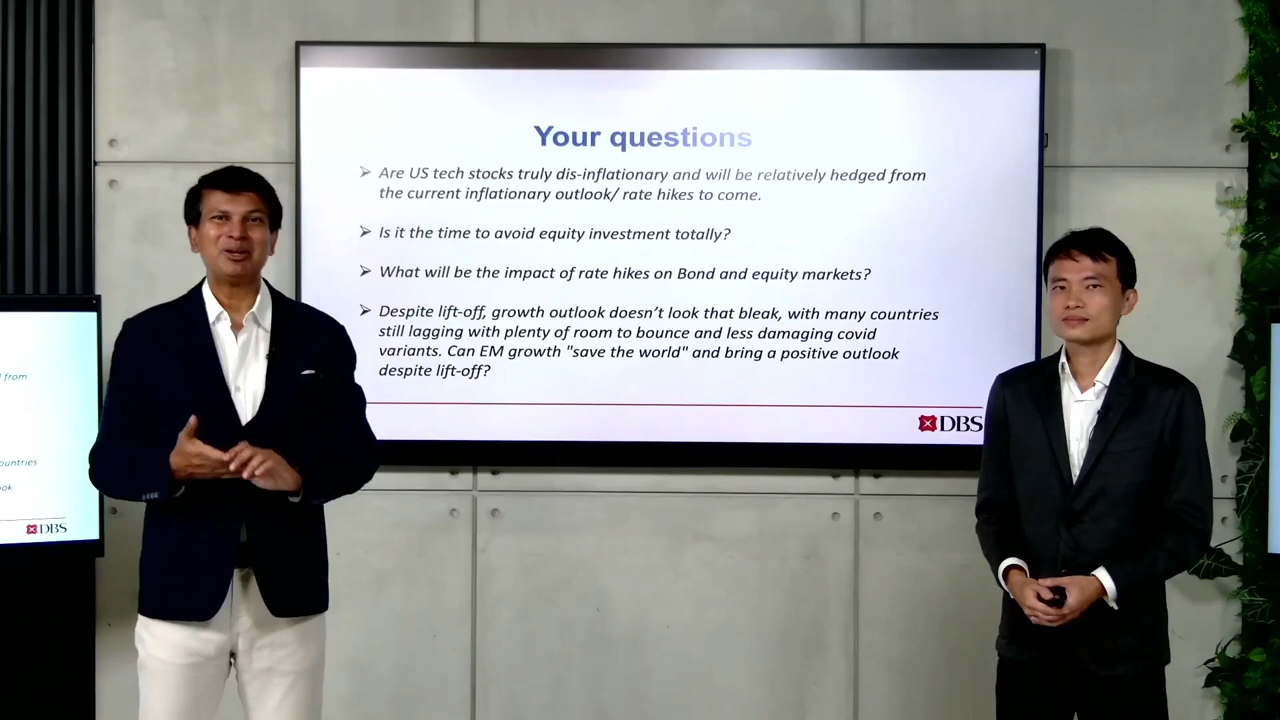 Your questions
➢ Are US tech stocks truly dis-inflationary and will be relatively hedged from
the current inflationary outlook/ rate hikes to come.
➢ Is it the time to avoid equity investment totally?
➢ What will be the impact of rate hikes on Bond and equity markets?
➢ Despite lift-off, growth outlook doesn't look that bleak, with many countries
still lagging with plenty of room to bounce and less damaging covid
variants. Can EM growth "save the world" and bring a positive outlook
despite lift-off?
DBS
d from
ountries
ook
DBS